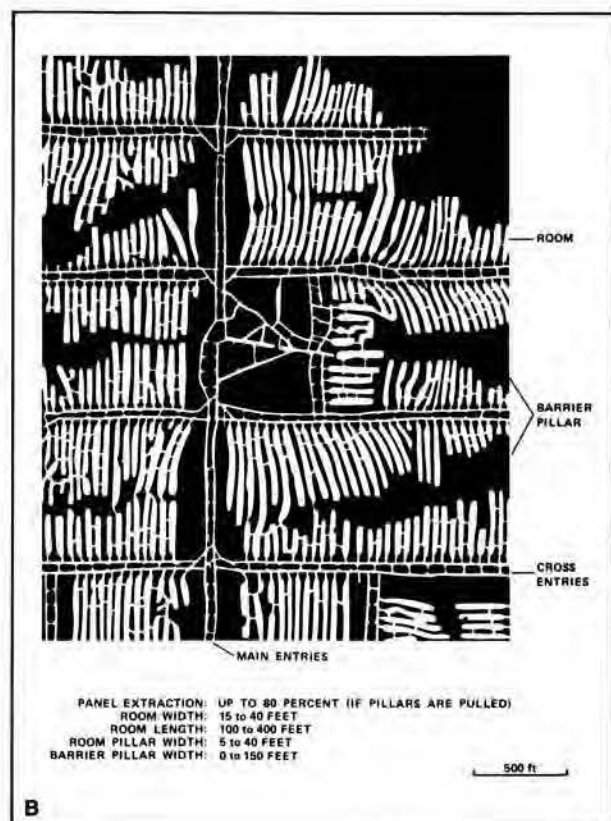 ROOM
BARRIER
PILLAR
CROSS
ENTRIES
MAIN ENTRIES
PANEL EXTRACTION: UP TO 80 PERCENT (IF PILLARS ARE PULLED)
ROOM WIDTH: 15 to 40 FEET
ROOM LENGTH: 100 to 400 FEET
ROOM PILLAR WIDTH: 5 to 40 FEET
BARRIER PILLAR WIDTH: 0 to 150 FEET
500 ft
B